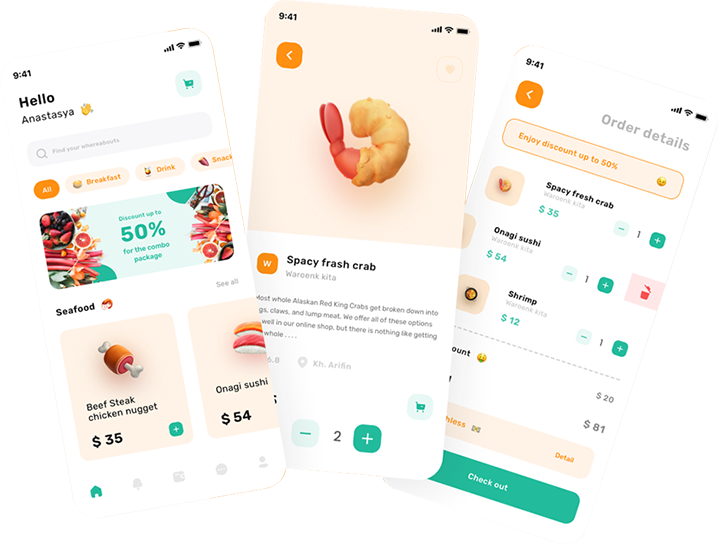 9:41
Hello
Anastasya
Find your whereabouts
All
Breakfast
Drink
Snack
Discount up to
50%
for the combo
package
Seafood
See all
Beef Steak
chicken nugget
$ 35
Onagi sushi
$ 54
9:41
W
Spacy frash crab
Waroenk kita
Most whole Alaskan Red King Crabs get broken down into
gs, claws, and lump meat. We offer all of these options
well in our online shop, but there is nothing like getting
whole . . . .
6.8
Kh. Arifin
2
9:41
Order details
Enjoy discount up to 50%
Spacy fresh crab
Waroenk kita
$ 35
1
Onagi sushi
Waroenk kita
$ 54
1
Shrimp
Waroenk kita
$ 12
1
ount
$ 20
$ 81
hless
Detail
Check out